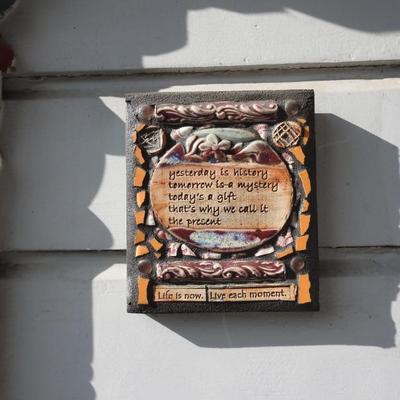 yesterday is history
tomorrow is a mystery
today's a gift
that's why we call it
the present
Life is now. Live each moment.